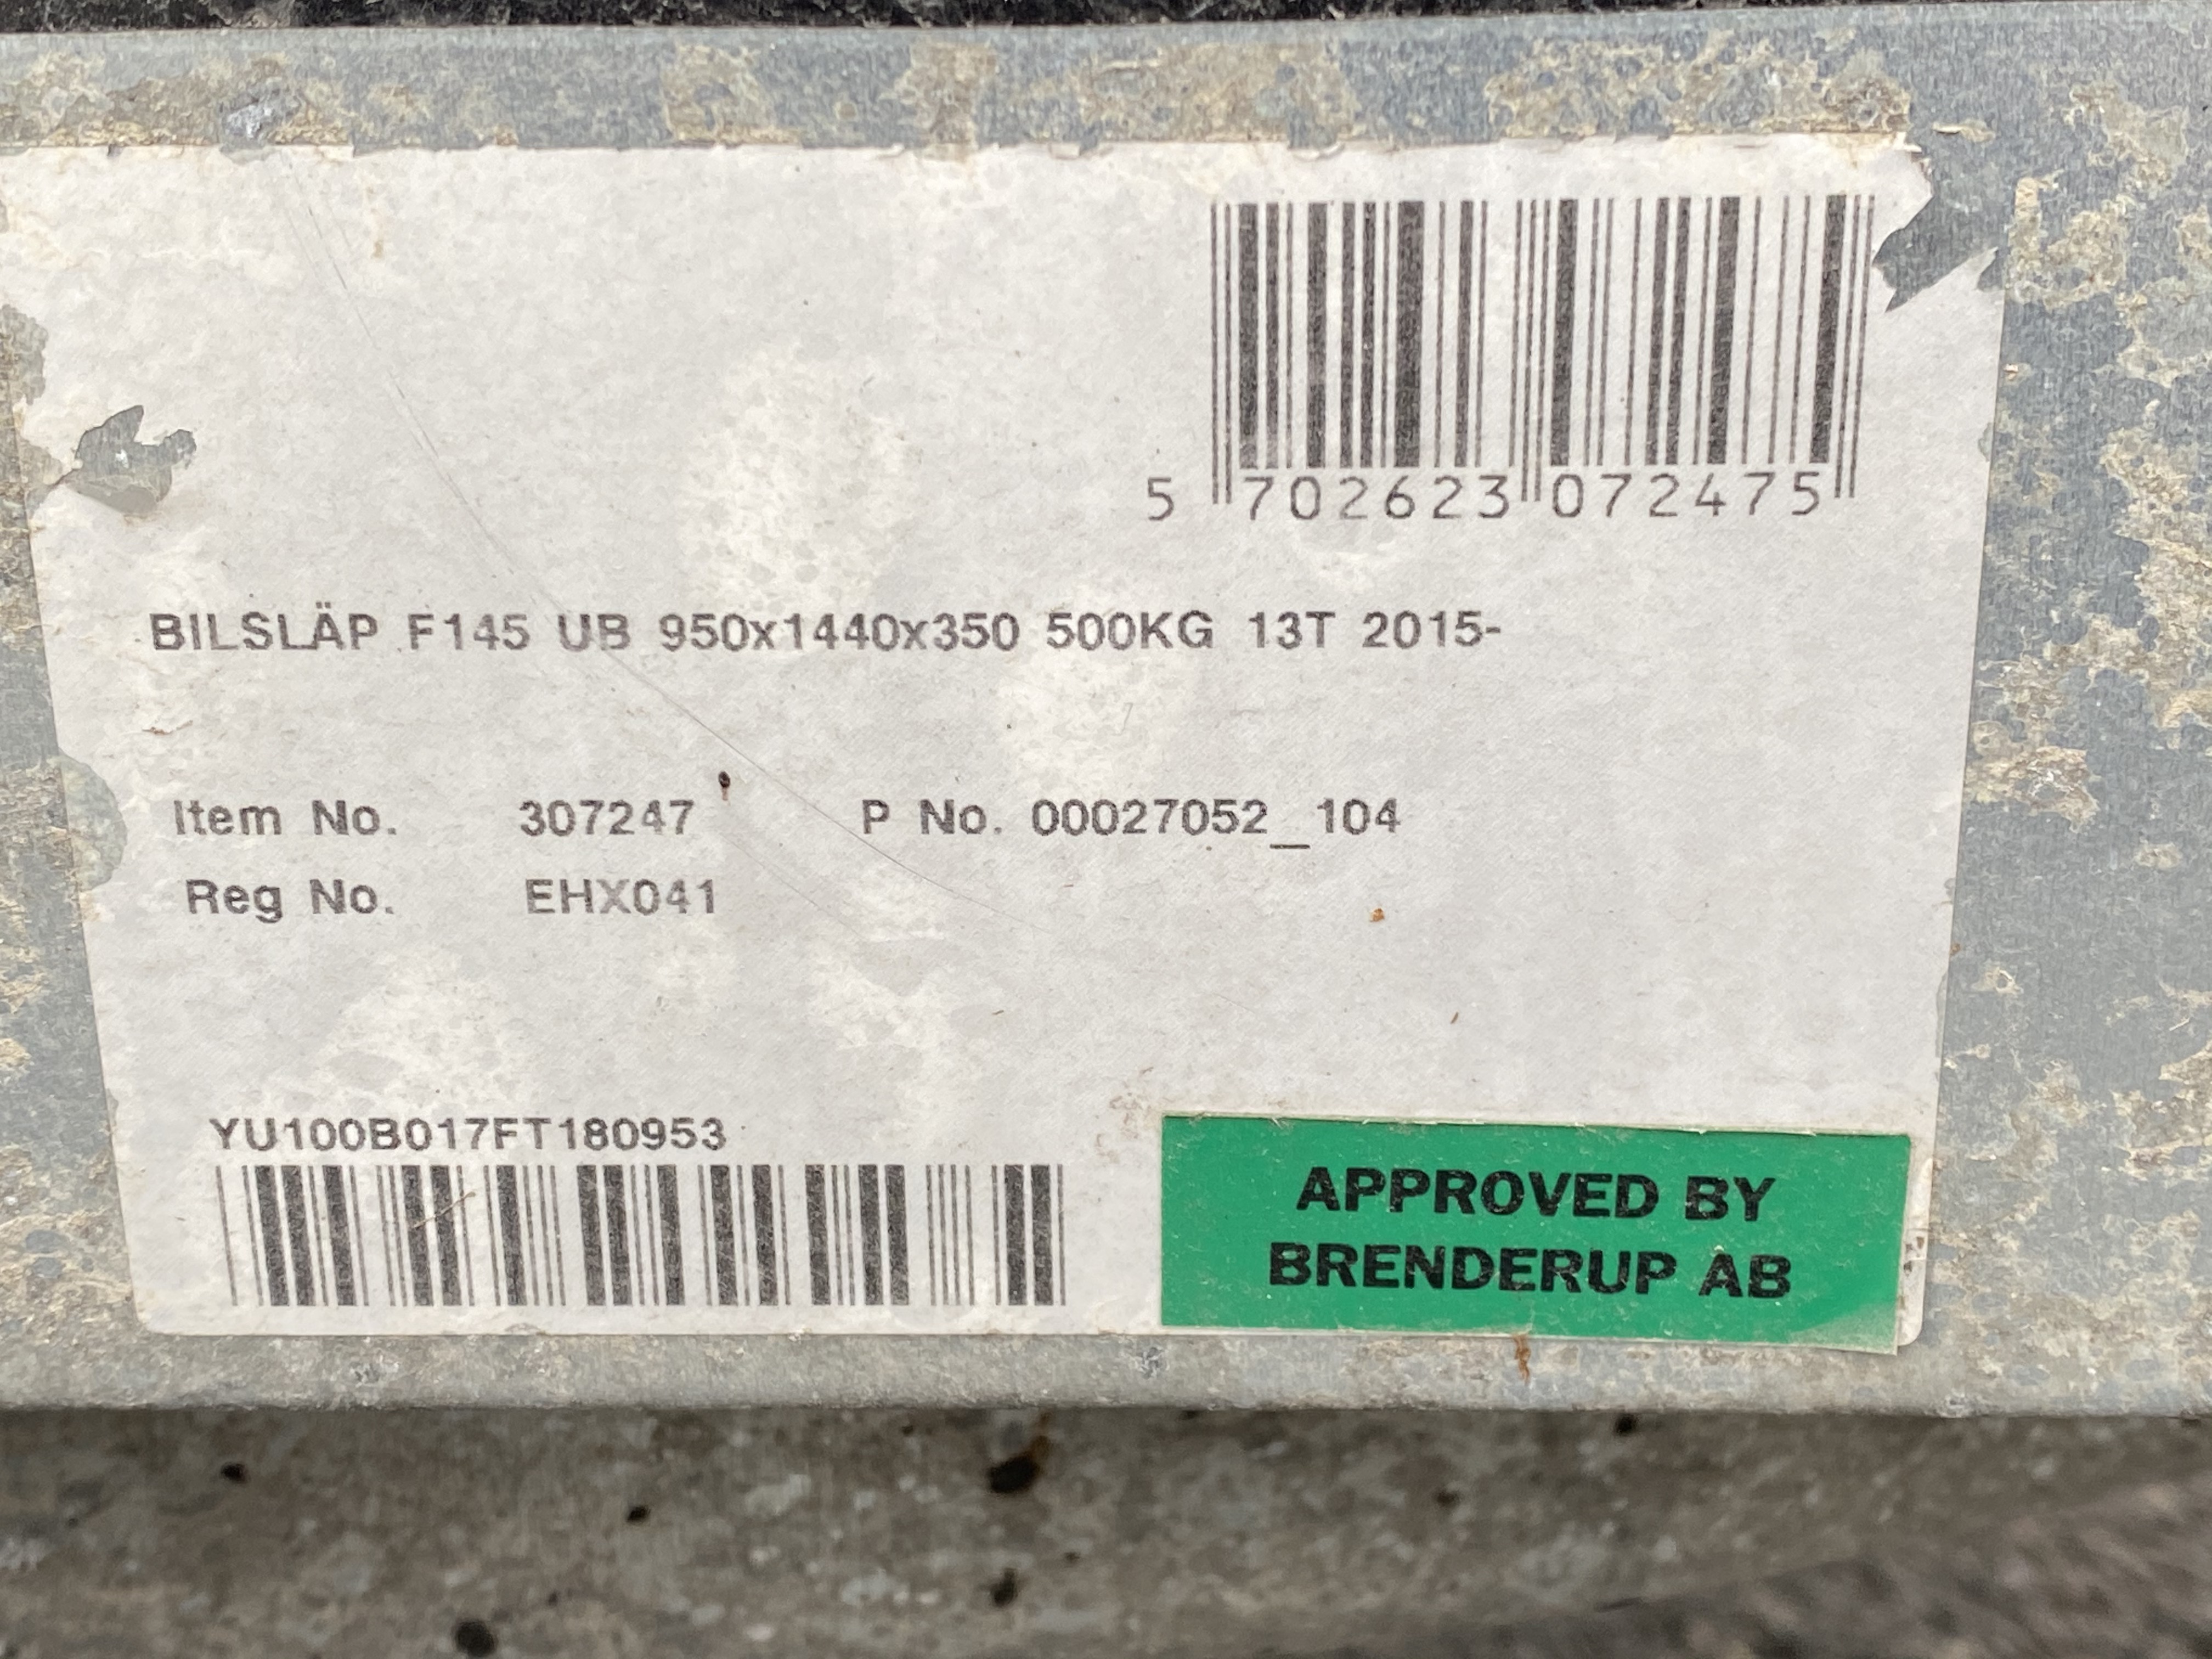 5 702623 072475
BILSLÄP F145 UB 950x1440x350 500KG 13T 2015-
Item No. 307247 P No. 00027052_104
Reg No. EHX041
YU100B017FT180953
APPROVED BY
BRENDERUP AB